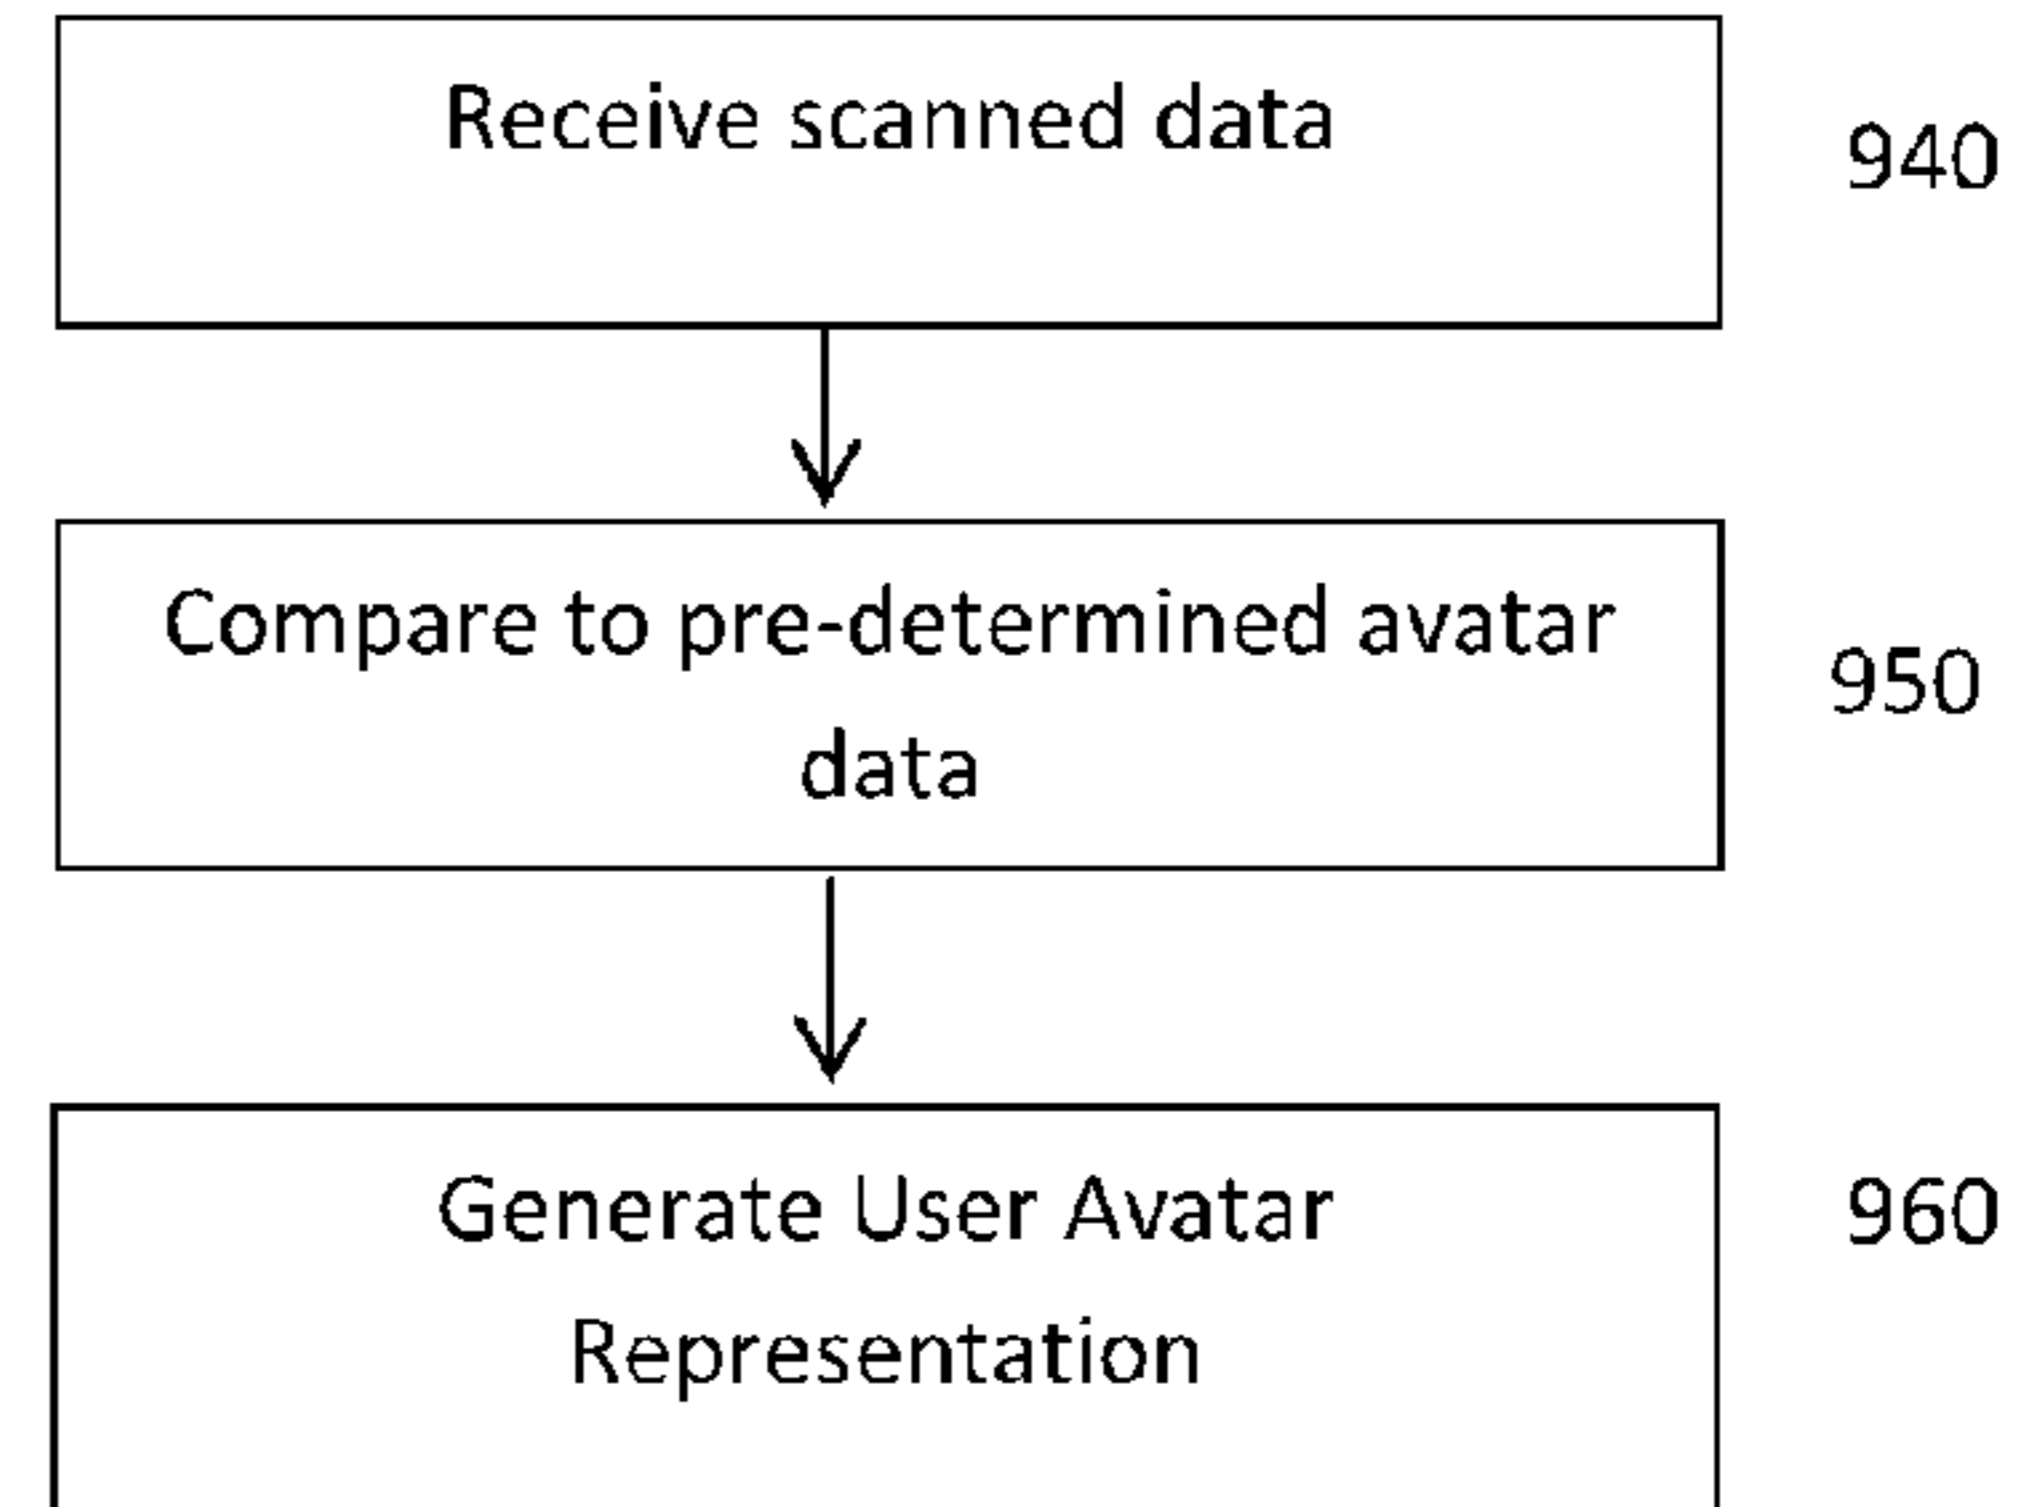 Receive scanned data
940
Compare to pre-determined avatar
data
950
Generate User Avatar
Representation
960